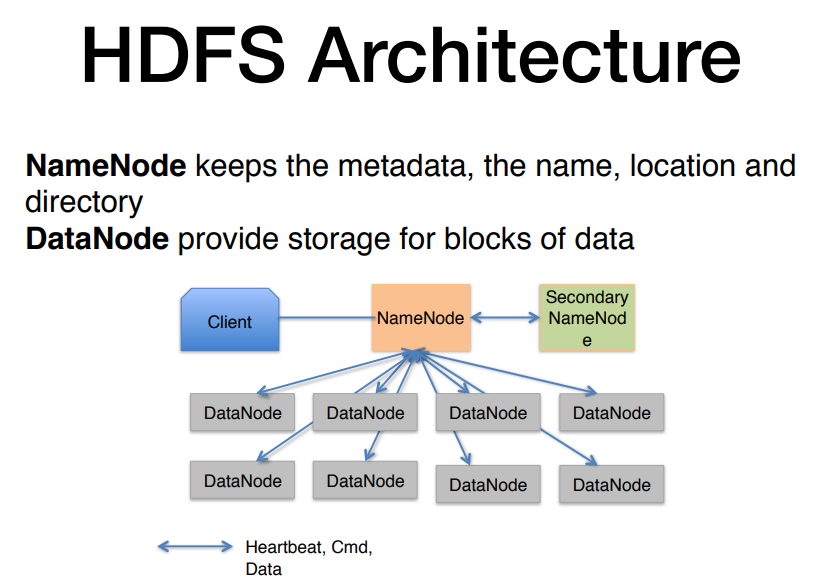 HDFS Architecture
NameNode keeps the metadata, the name, location and
directory
DataNode provide storage for blocks of data
Client
NameNode
Secondary
NameNod
e
DataNode
DataNode
DataNode
DataNode
DataNode
DataNode
DataNode
DataNode
Heartbeat, Cmd,
Data